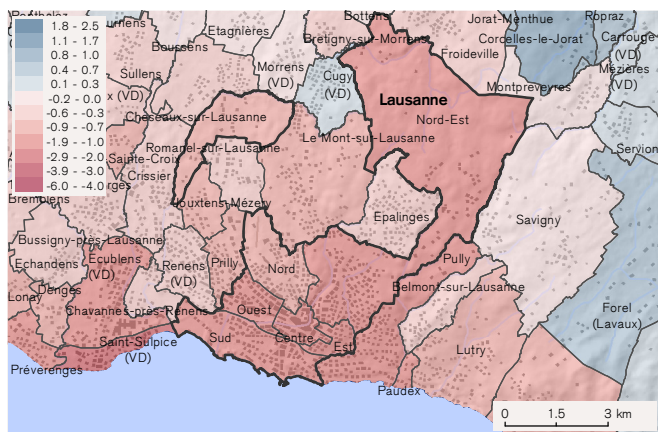 1.8 - 2.5
1.1 - 1.7
0.8 - 1.0
0.4 - 0.7
0.1 - 0.3
-0.2 - 0.0
-0.6 - -0.3
-0.9 - -0.7
-1.9 - -1.0
-2.9 - -2.0
-3.9 - -3.0
-6.0 - -4.0
Bottens
Jorat-Menthue
Ropraz
Etagnières
Bretigny-sur-Morrens
Corcelles-le-Jorat
Carrouge
(VD)
Boussens
Froideville
Sullens
Morrens
(VD)
Cugy
(VD)
Mézières
(VD)
Montpreveyres
Lausanne
Nord-Est
Cheseaux-sur-Lausanne
Le Mont-sur-Lausanne
Romanel-sur-Lausanne
Servion
Sainte-Croix
Crissier
Jouxtens-Mézery
Epalinges
Savigny
Bussigny-près-Lausanne
Echandens
Ecublens
(VD)
Renens
(VD)
Prilly
Nord
Pully
Belmont-sur-Lausanne
Denges
Lonay
Chavannes-près-Renens
Ouest
Forel
(Lavaux)
Saint-Sulpice
(VD)
Sud
Centre
Est
Lutry
Préverenges
Paudex
0 1.5 3 km